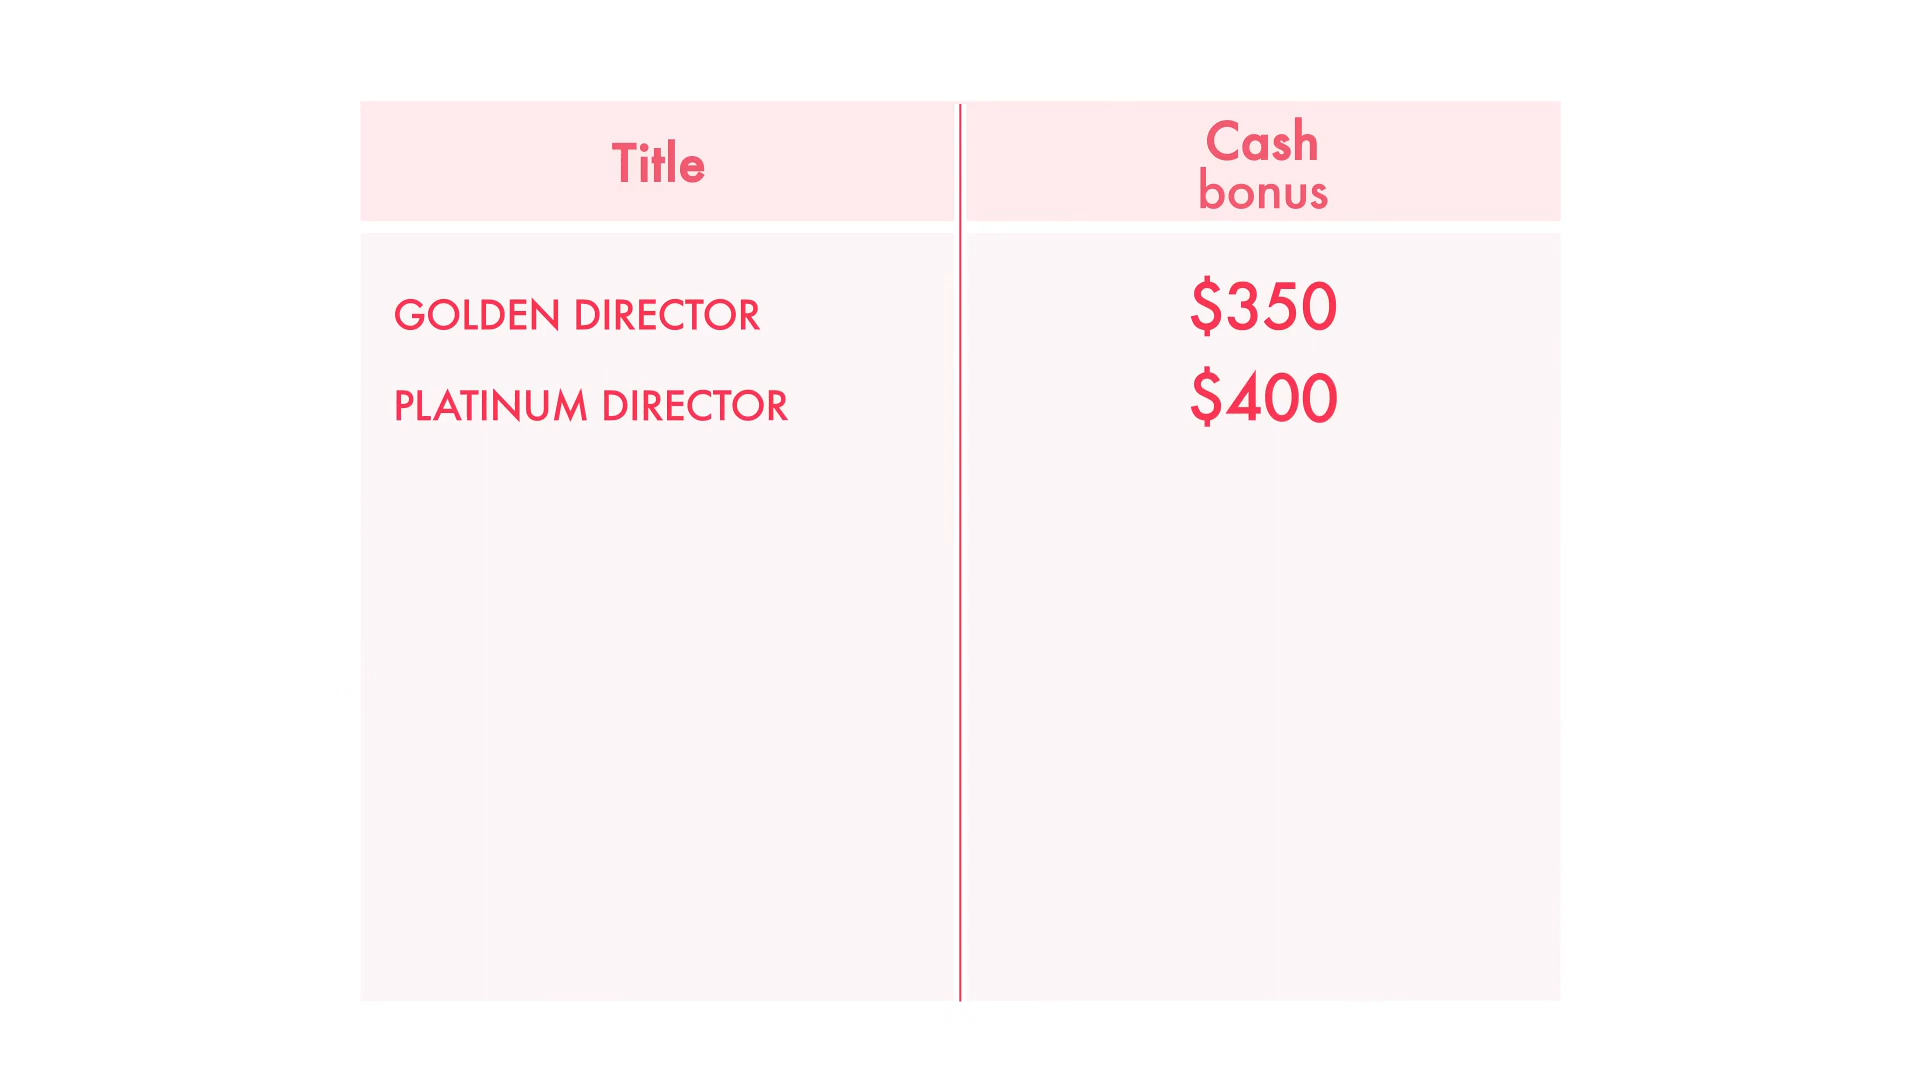 Title
Cash
bonus
GOLDEN DIRECTOR
$350
PLATINUM DIRECTOR
$400